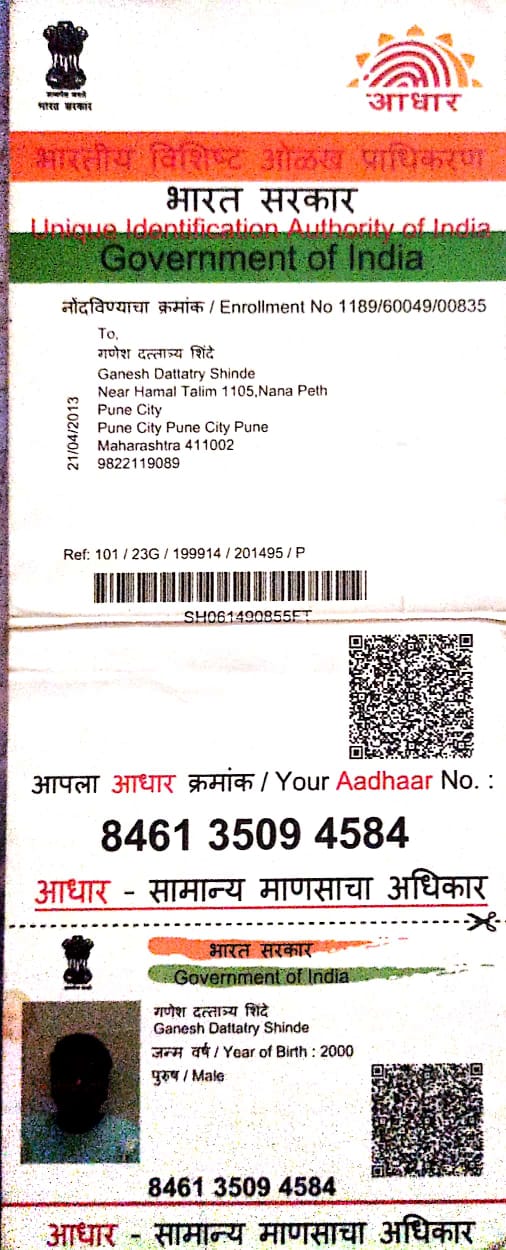 भारत सरकार
आधार
भारतीय विशिष्ट ओळख प्राधिकरण
भारत सरकार
Unique Identification Authority of India
Government of India
नोंदविण्याचा क्रमांक / Enrollment No 1189/60049/00835
To,
गणेश दत्तात्र्य शिंदे
Ganesh Dattatry Shinde
Near Hamal Talim 1105,Nana Peth
Pune City
Pune City Pune City Pune
Maharashtra 411002
9822119089
21/04/2013
Ref: 101 / 23G / 199914 / 201495 / P
SH061490855FT
आपला आधार क्रमांक / Your Aadhaar No. :
8461 3509 4584
आधार - सामान्य माणसाचा अधिकार
भारत सरकार
Government of India
गणेश दत्तात्र्य शिंदे
Ganesh Dattatry Shinde
जन्म वर्ष / Year of Birth : 2000
पुरुष / Male
8461 3509 4584
आधार - सामान्य माणसाचा अधिकार